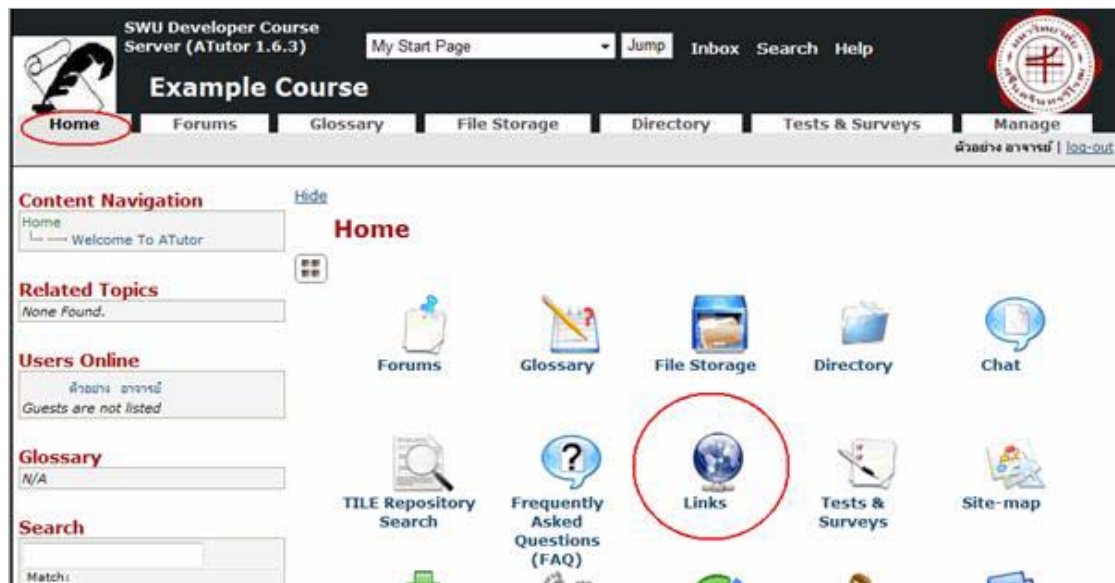 SWU Developer Course
Server (ATutor 1.6.3)
My Start Page
Jump
Inbox Search Help
Example Course
Home
Forums
Glossary
File Storage
Directory
Tests & Surveys
Manage
ตัวอย่าง อาจารย์ | log-out
Content Navigation
Home
Welcome To ATutor
Related Topics
None Found.
Users Online
ตัวอย่าง อาจารย์
Guests are not listed
Glossary
N/A
Search
Match:
Hide
Home
Forums
Glossary
File Storage
Directory
Chat
TILE Repository
Search
Frequently
Asked
Questions
(FAQ)
Links
Tests &
Surveys
Site-map